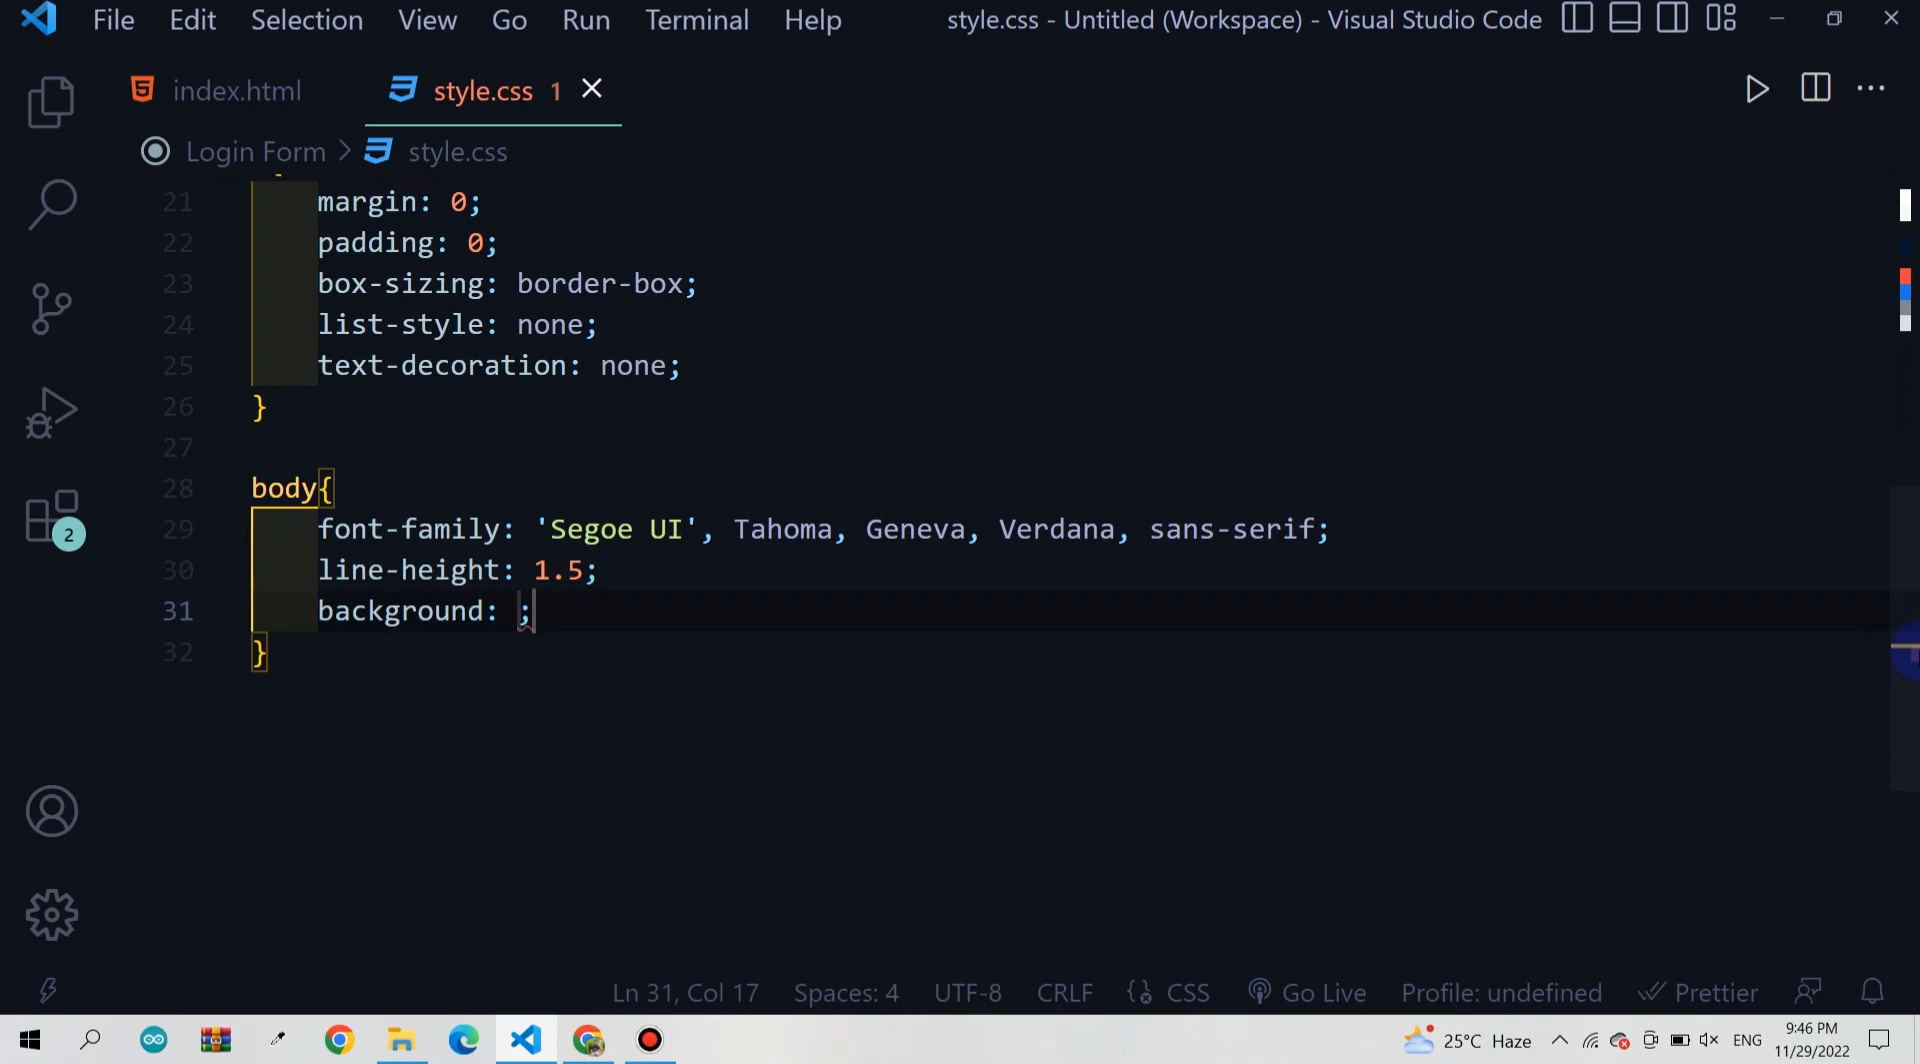 File Edit Selection View Go Run Terminal Help style.css - Untitled (Workspace) - Visual Studio Code
index.html style.css 1
Login Form > style.css
21 margin: 0;
22 padding: 0;
23 box-sizing: border-box;
24 list-style: none;
25 text-decoration: none;
26 }
27
28 body{
29 font-family: 'Segoe UI', Tahoma, Geneva, Verdana, sans-serif;
30 line-height: 1.5;
31 background: ;
32 }
2
Ln 31, Col 17 Spaces: 4 UTF-8 CRLF CSS Go Live Profile: undefined Prettier
25°C Haze ENG 9:46 PM
11/29/2022